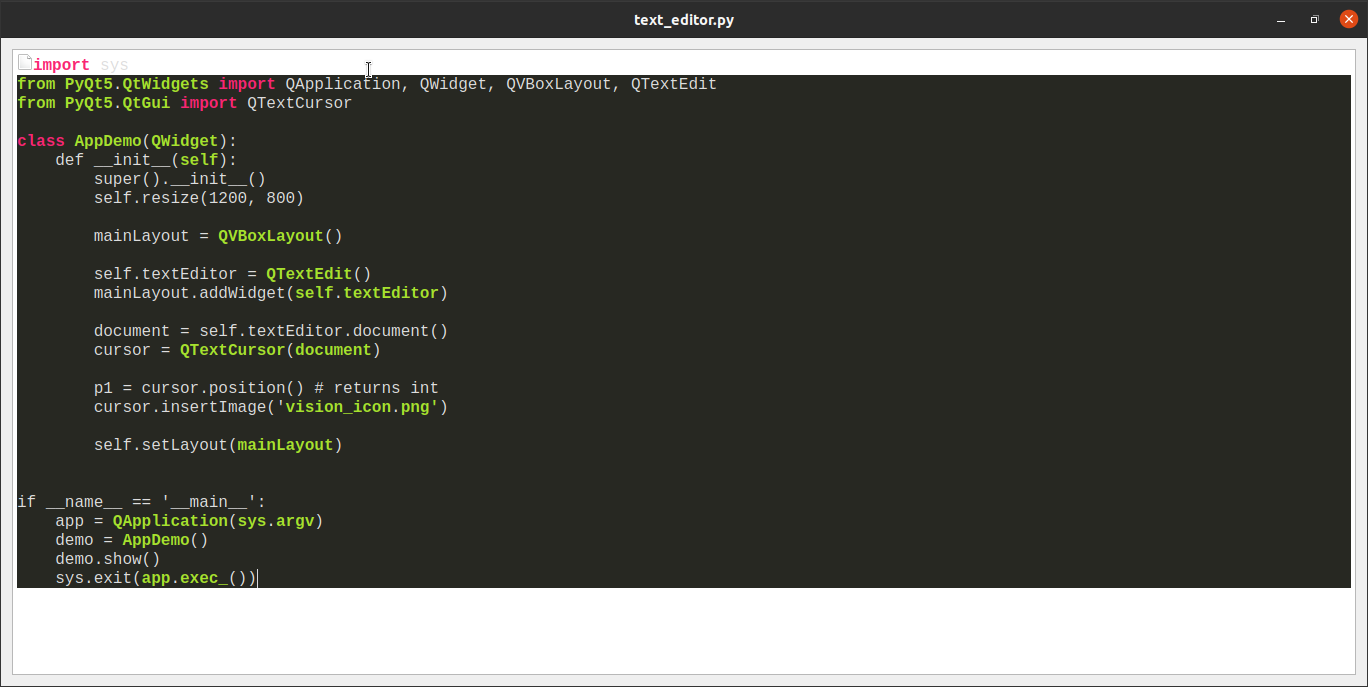 text_editor.py
import sys
from PyQt5.QtWidgets import QApplication, QWidget, QVBoxLayout, QTextEdit
from PyQt5.QtGui import QTextCursor

class AppDemo(QWidget):
    def __init__(self):
        super().__init__()
        self.resize(1200, 800)

        mainLayout = QVBoxLayout()

        self.textEditor = QTextEdit()
        mainLayout.addWidget(self.textEditor)

        document = self.textEditor.document()
        cursor = QTextCursor(document)

        p1 = cursor.position() # returns int
        cursor.insertImage('vision_icon.png')

        self.setLayout(mainLayout)


if __name__ == '__main__':
    app = QApplication(sys.argv)
    demo = AppDemo()
    demo.show()
    sys.exit(app.exec_())